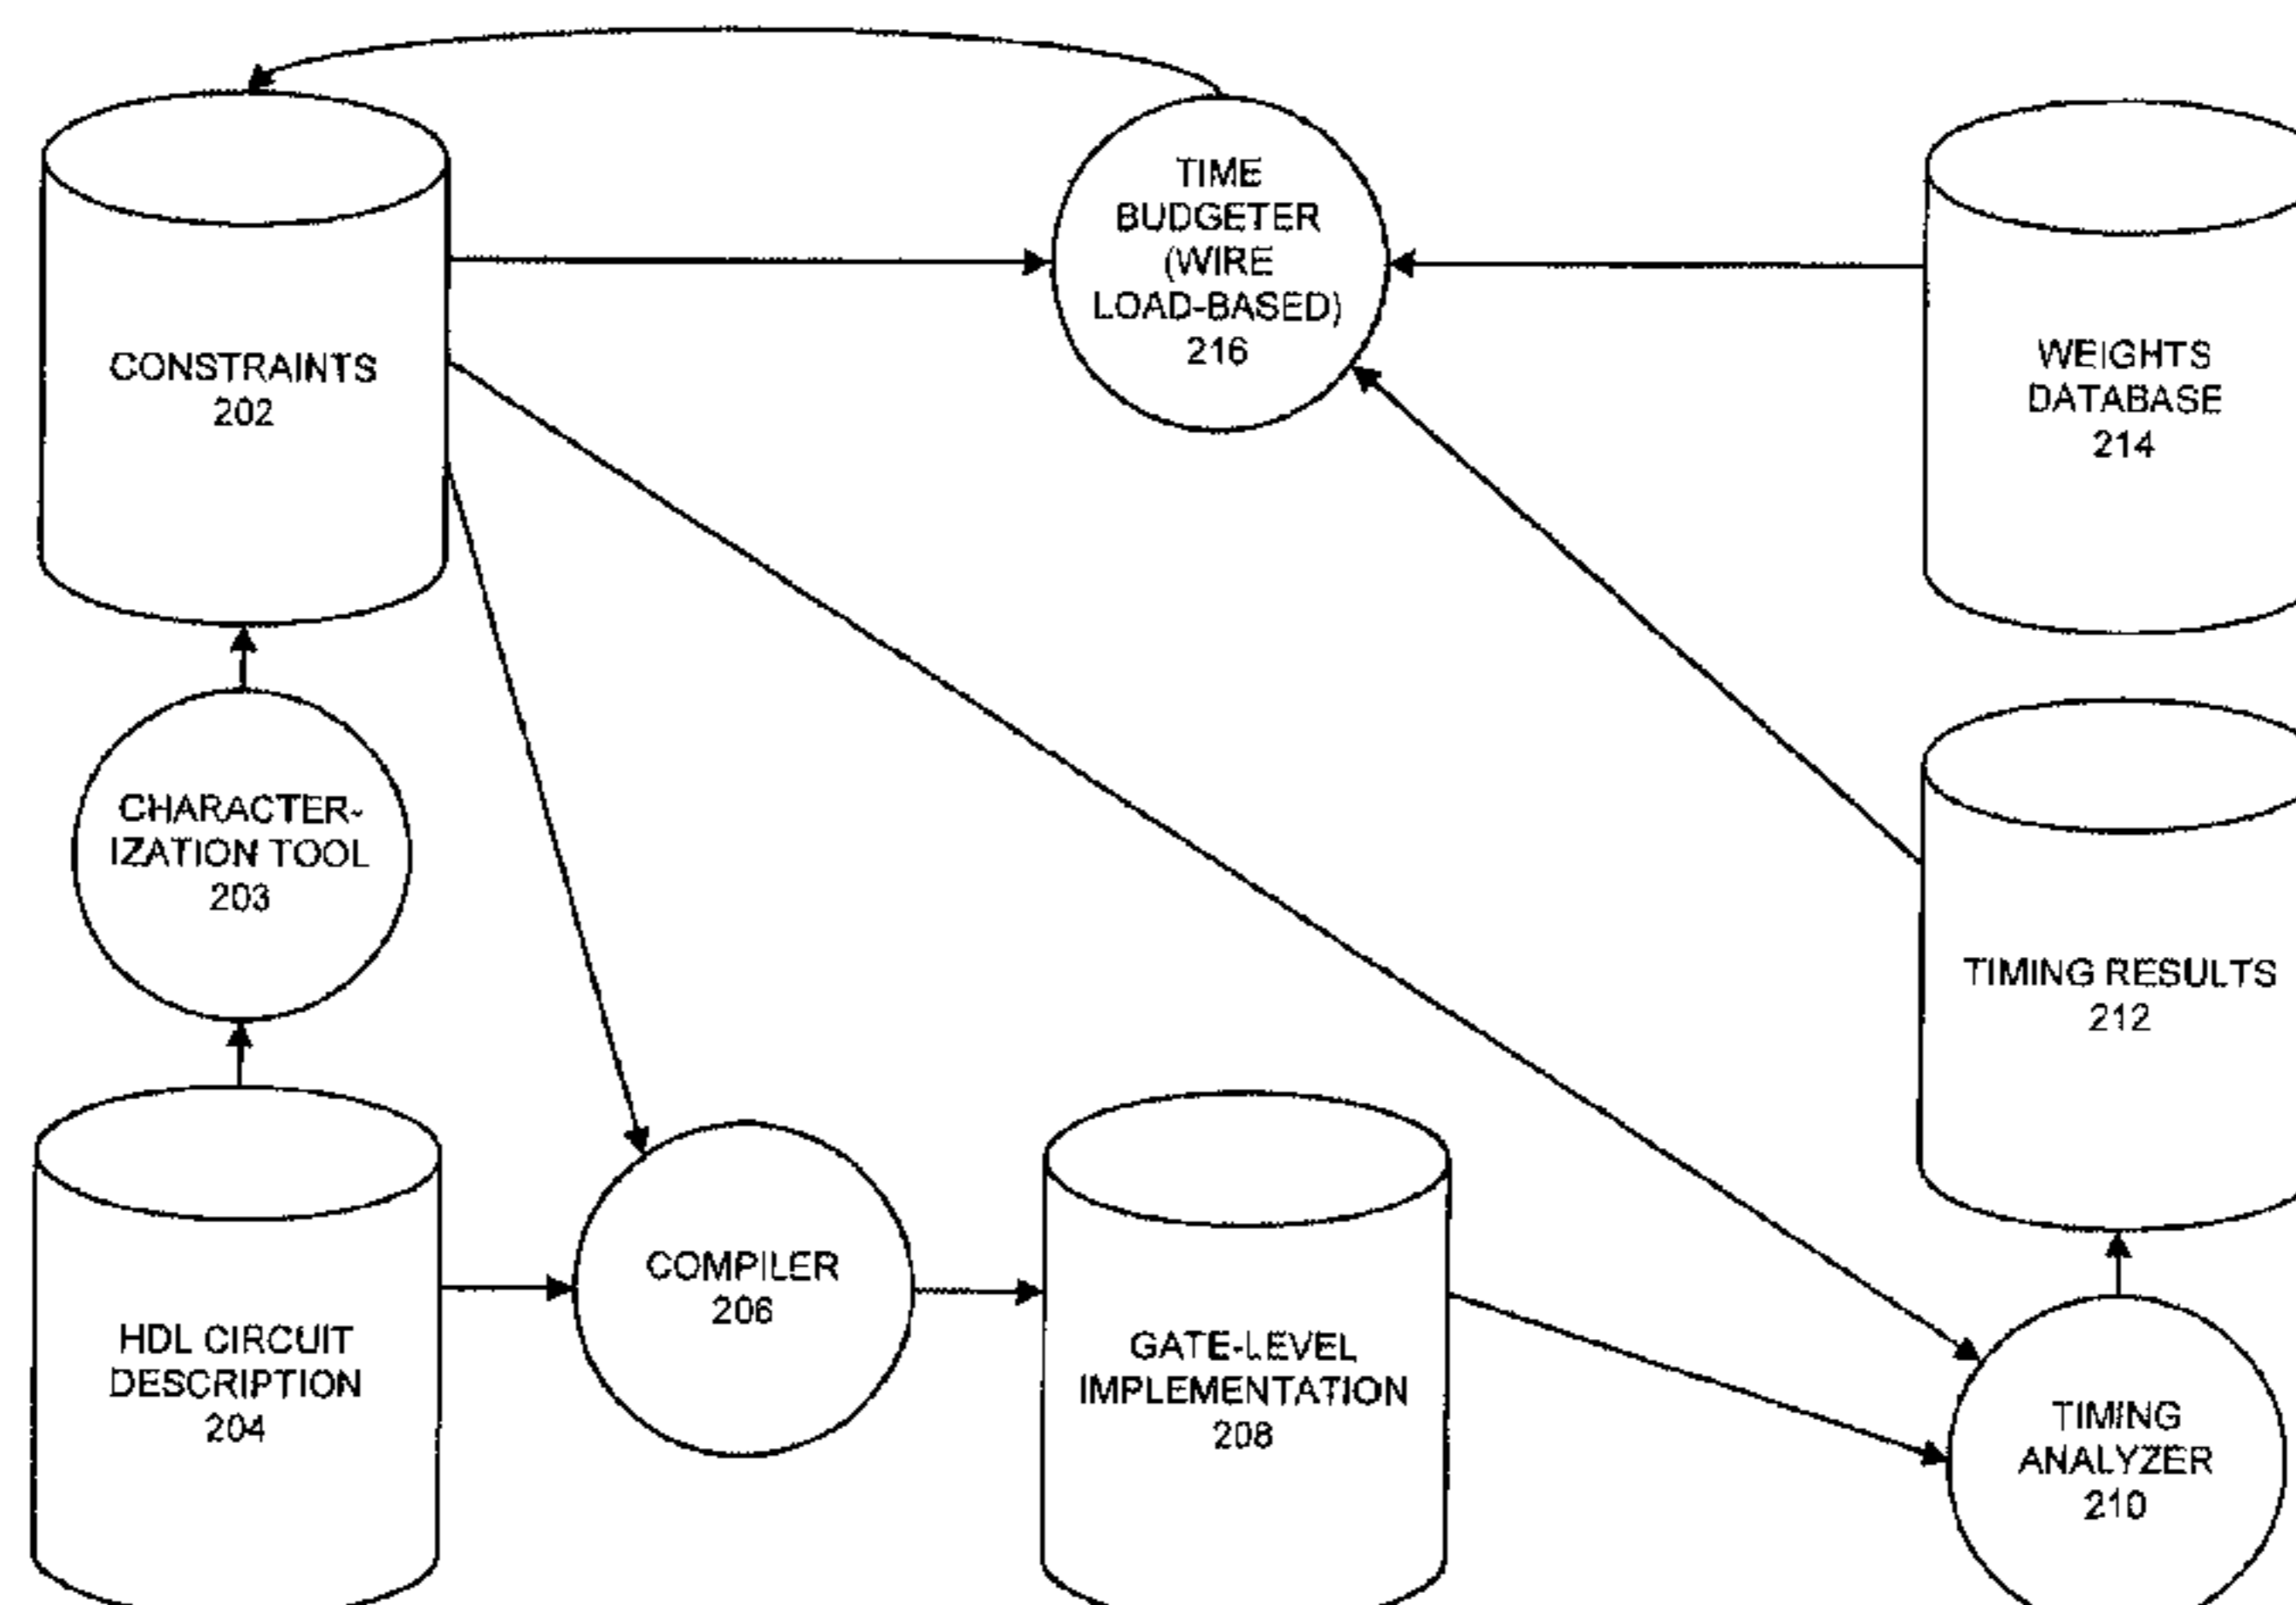 TIME
BUDGETER
(WIRE
LOAD-BASED)
216
CONSTRAINTS
202
WEIGHTS
DATABASE
214
CHARACTER-
IZATION TOOL
203
TIMING RESULTS
212
COMPILER
206
HDL CIRCUIT
DESCRIPTION
204
GATE-LEVEL
IMPLEMENTATION
208
TIMING
ANALYZER
210